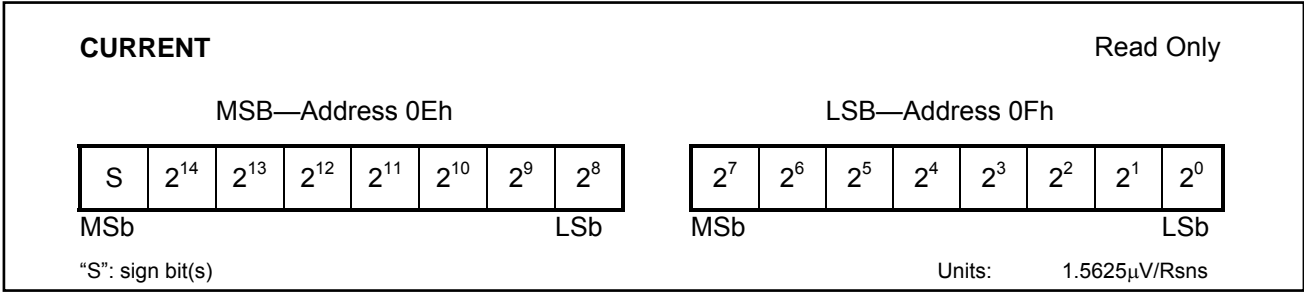 CURRENT Read Only
MSB—Address 0Eh LSB—Address 0Fh
S 2^14 2^13 2^12 2^11 2^10 2^9 2^8 2^7 2^6 2^5 2^4 2^3 2^2 2^1 2^0
MSb LSb MSb LSb
“S”: sign bit(s) Units: 1.5625μV/Rsns